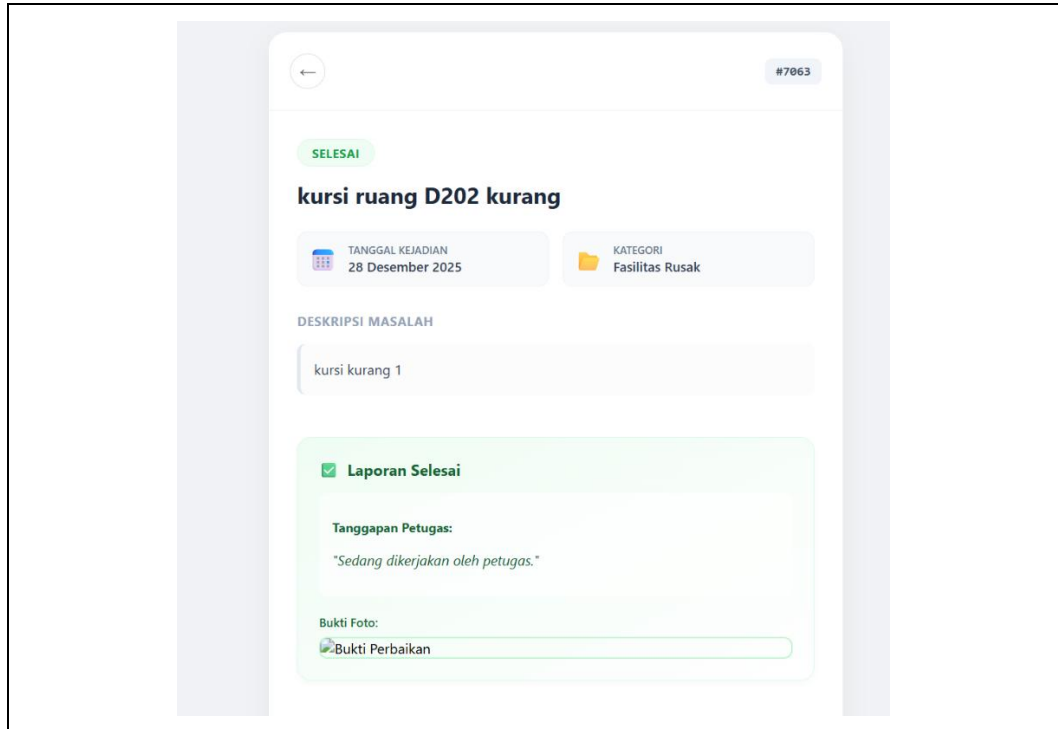 ←
#7063
SELESAI
kursi ruang D202 kurang
TANGGAL KEJADIAN
28 Desember 2025
KATEGORI
Fasilitas Rusak
DESKRIPSI MASALAH
kursi kurang 1
Laporan Selesai
Tanggapan Petugas:
"Sedang dikerjakan oleh petugas."
Bukti Foto:
Bukti Perbaikan